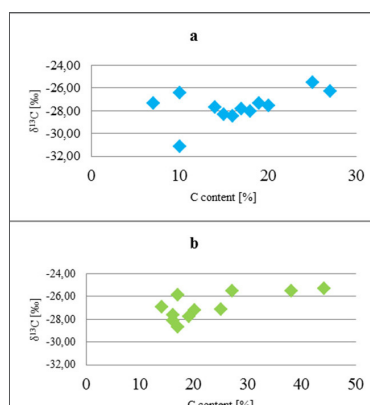 a
-24,00
-26,00
-28,00
-30,00
-32,00
0 10 20 30
δ¹³C [‰]
C content [%]
b
-24,00
-26,00
-28,00
-30,00
-32,00
0 10 20 30 40 50
δ¹³C [‰]
C content [%]